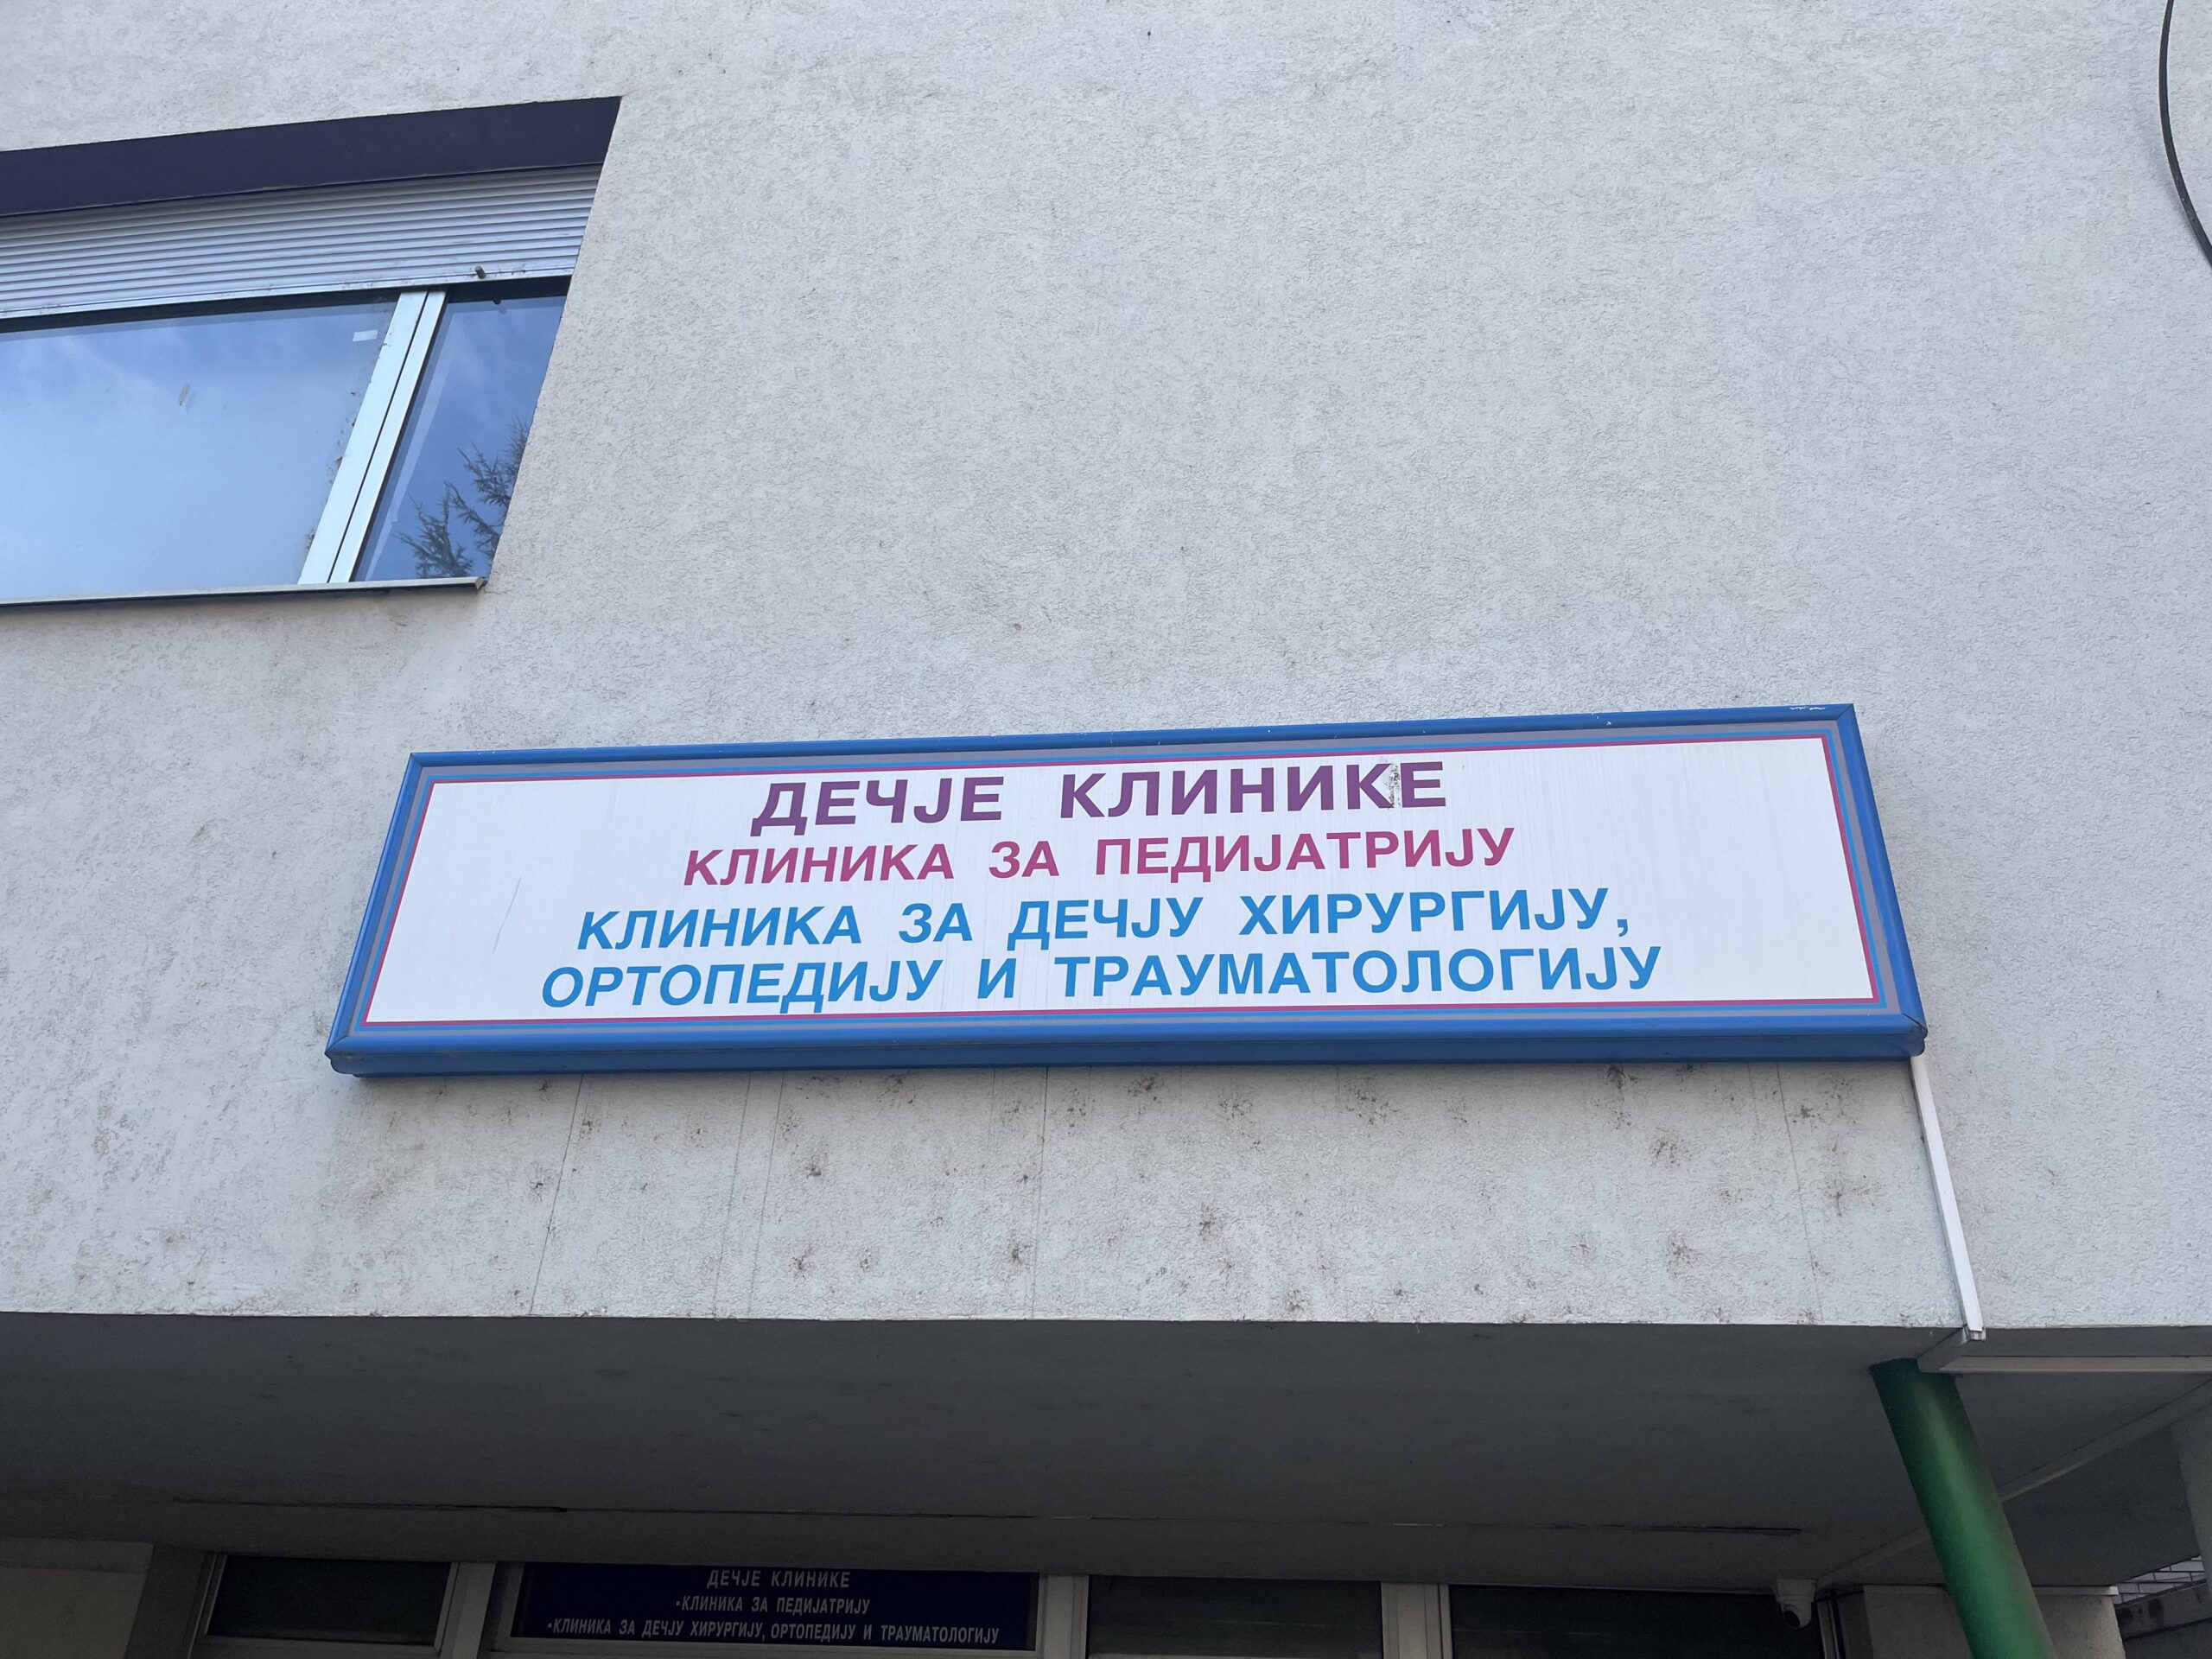 ДЕЧЈЕ КЛИНИКЕ
КЛИНИКА ЗА ПЕДИЈАТРИЈУ
КЛИНИКА ЗА ДЕЧЈУ ХИРУРГИЈУ,
ОРТОПЕДИЈУ И ТРАУМАТОЛОГИЈУ
ДЕЧЈЕ КЛИНИКЕ
•КЛИНИКА ЗА ПЕДИЈАТРИЈУ
•КЛИНИКА ЗА ДЕЧЈУ ХИРУРГИЈУ, ОРТОПЕДИЈУ И ТРАУМАТОЛОГИЈУ